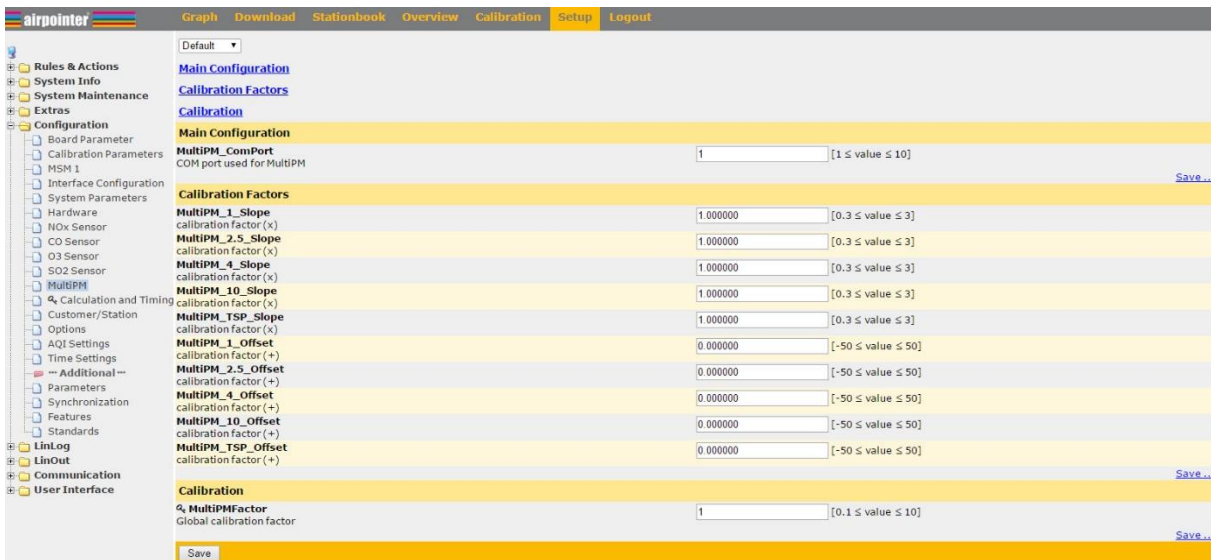 airpointer
Graph Download Stationbook Overview Calibration Setup Logout
Default
Rules & Actions
System Info
System Maintenance
Extras
Configuration
Board Parameter
Calibration Parameters
MSM 1
Interface Configuration
System Parameters
Hardware
NOx Sensor
CO Sensor
O3 Sensor
SO2 Sensor
MultiPM
Calculation and Timing
Customer/Station
Options
AQI Settings
Time Settings
--- Additional ---
Parameters
Synchronization
Features
Standards
LinLog
LinOut
Communication
User Interface
Main Configuration
Calibration Factors
Calibration
Main Configuration
MultiPM_ComPort 1 [1 ≤ value ≤ 10]
COM port used for MultiPM
Save ..
Calibration Factors
MultiPM_1_Slope 1.000000 [0.3 ≤ value ≤ 3]
calibration factor (x)
MultiPM_2.5_Slope 1.000000 [0.3 ≤ value ≤ 3]
calibration factor (x)
MultiPM_4_Slope 1.000000 [0.3 ≤ value ≤ 3]
calibration factor (x)
MultiPM_10_Slope 1.000000 [0.3 ≤ value ≤ 3]
calibration factor (x)
MultiPM_TSP_Slope 1.000000 [0.3 ≤ value ≤ 3]
calibration factor (x)
MultiPM_1_Offset 0.000000 [-50 ≤ value ≤ 50]
calibration factor (+)
MultiPM_2.5_Offset 0.000000 [-50 ≤ value ≤ 50]
calibration factor (+)
MultiPM_4_Offset 0.000000 [-50 ≤ value ≤ 50]
calibration factor (+)
MultiPM_10_Offset 0.000000 [-50 ≤ value ≤ 50]
calibration factor (+)
MultiPM_TSP_Offset 0.000000 [-50 ≤ value ≤ 50]
calibration factor (+)
Save ..
Calibration
MultiPMFactor 1 [0.1 ≤ value ≤ 10]
Global calibration factor
Save ..
Save